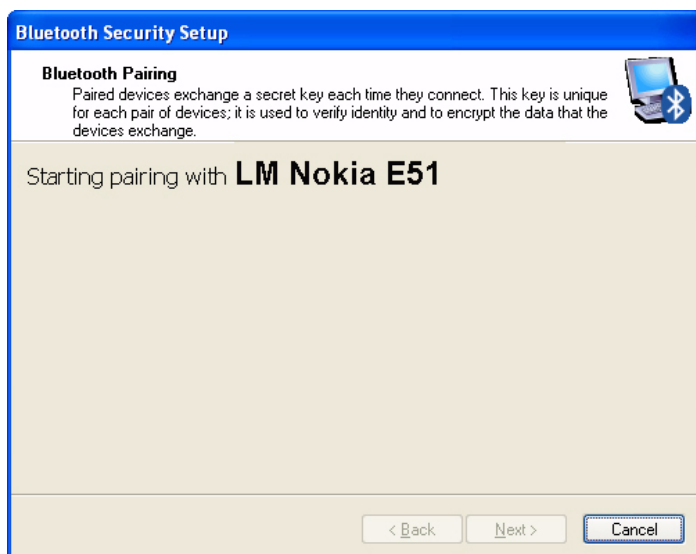 Bluetooth Security Setup
Bluetooth Pairing
Paired devices exchange a secret key each time they connect. This key is unique
for each pair of devices; it is used to verify identity and to encrypt the data that the
devices exchange.
Starting pairing with LM Nokia E51
< Back Next > Cancel